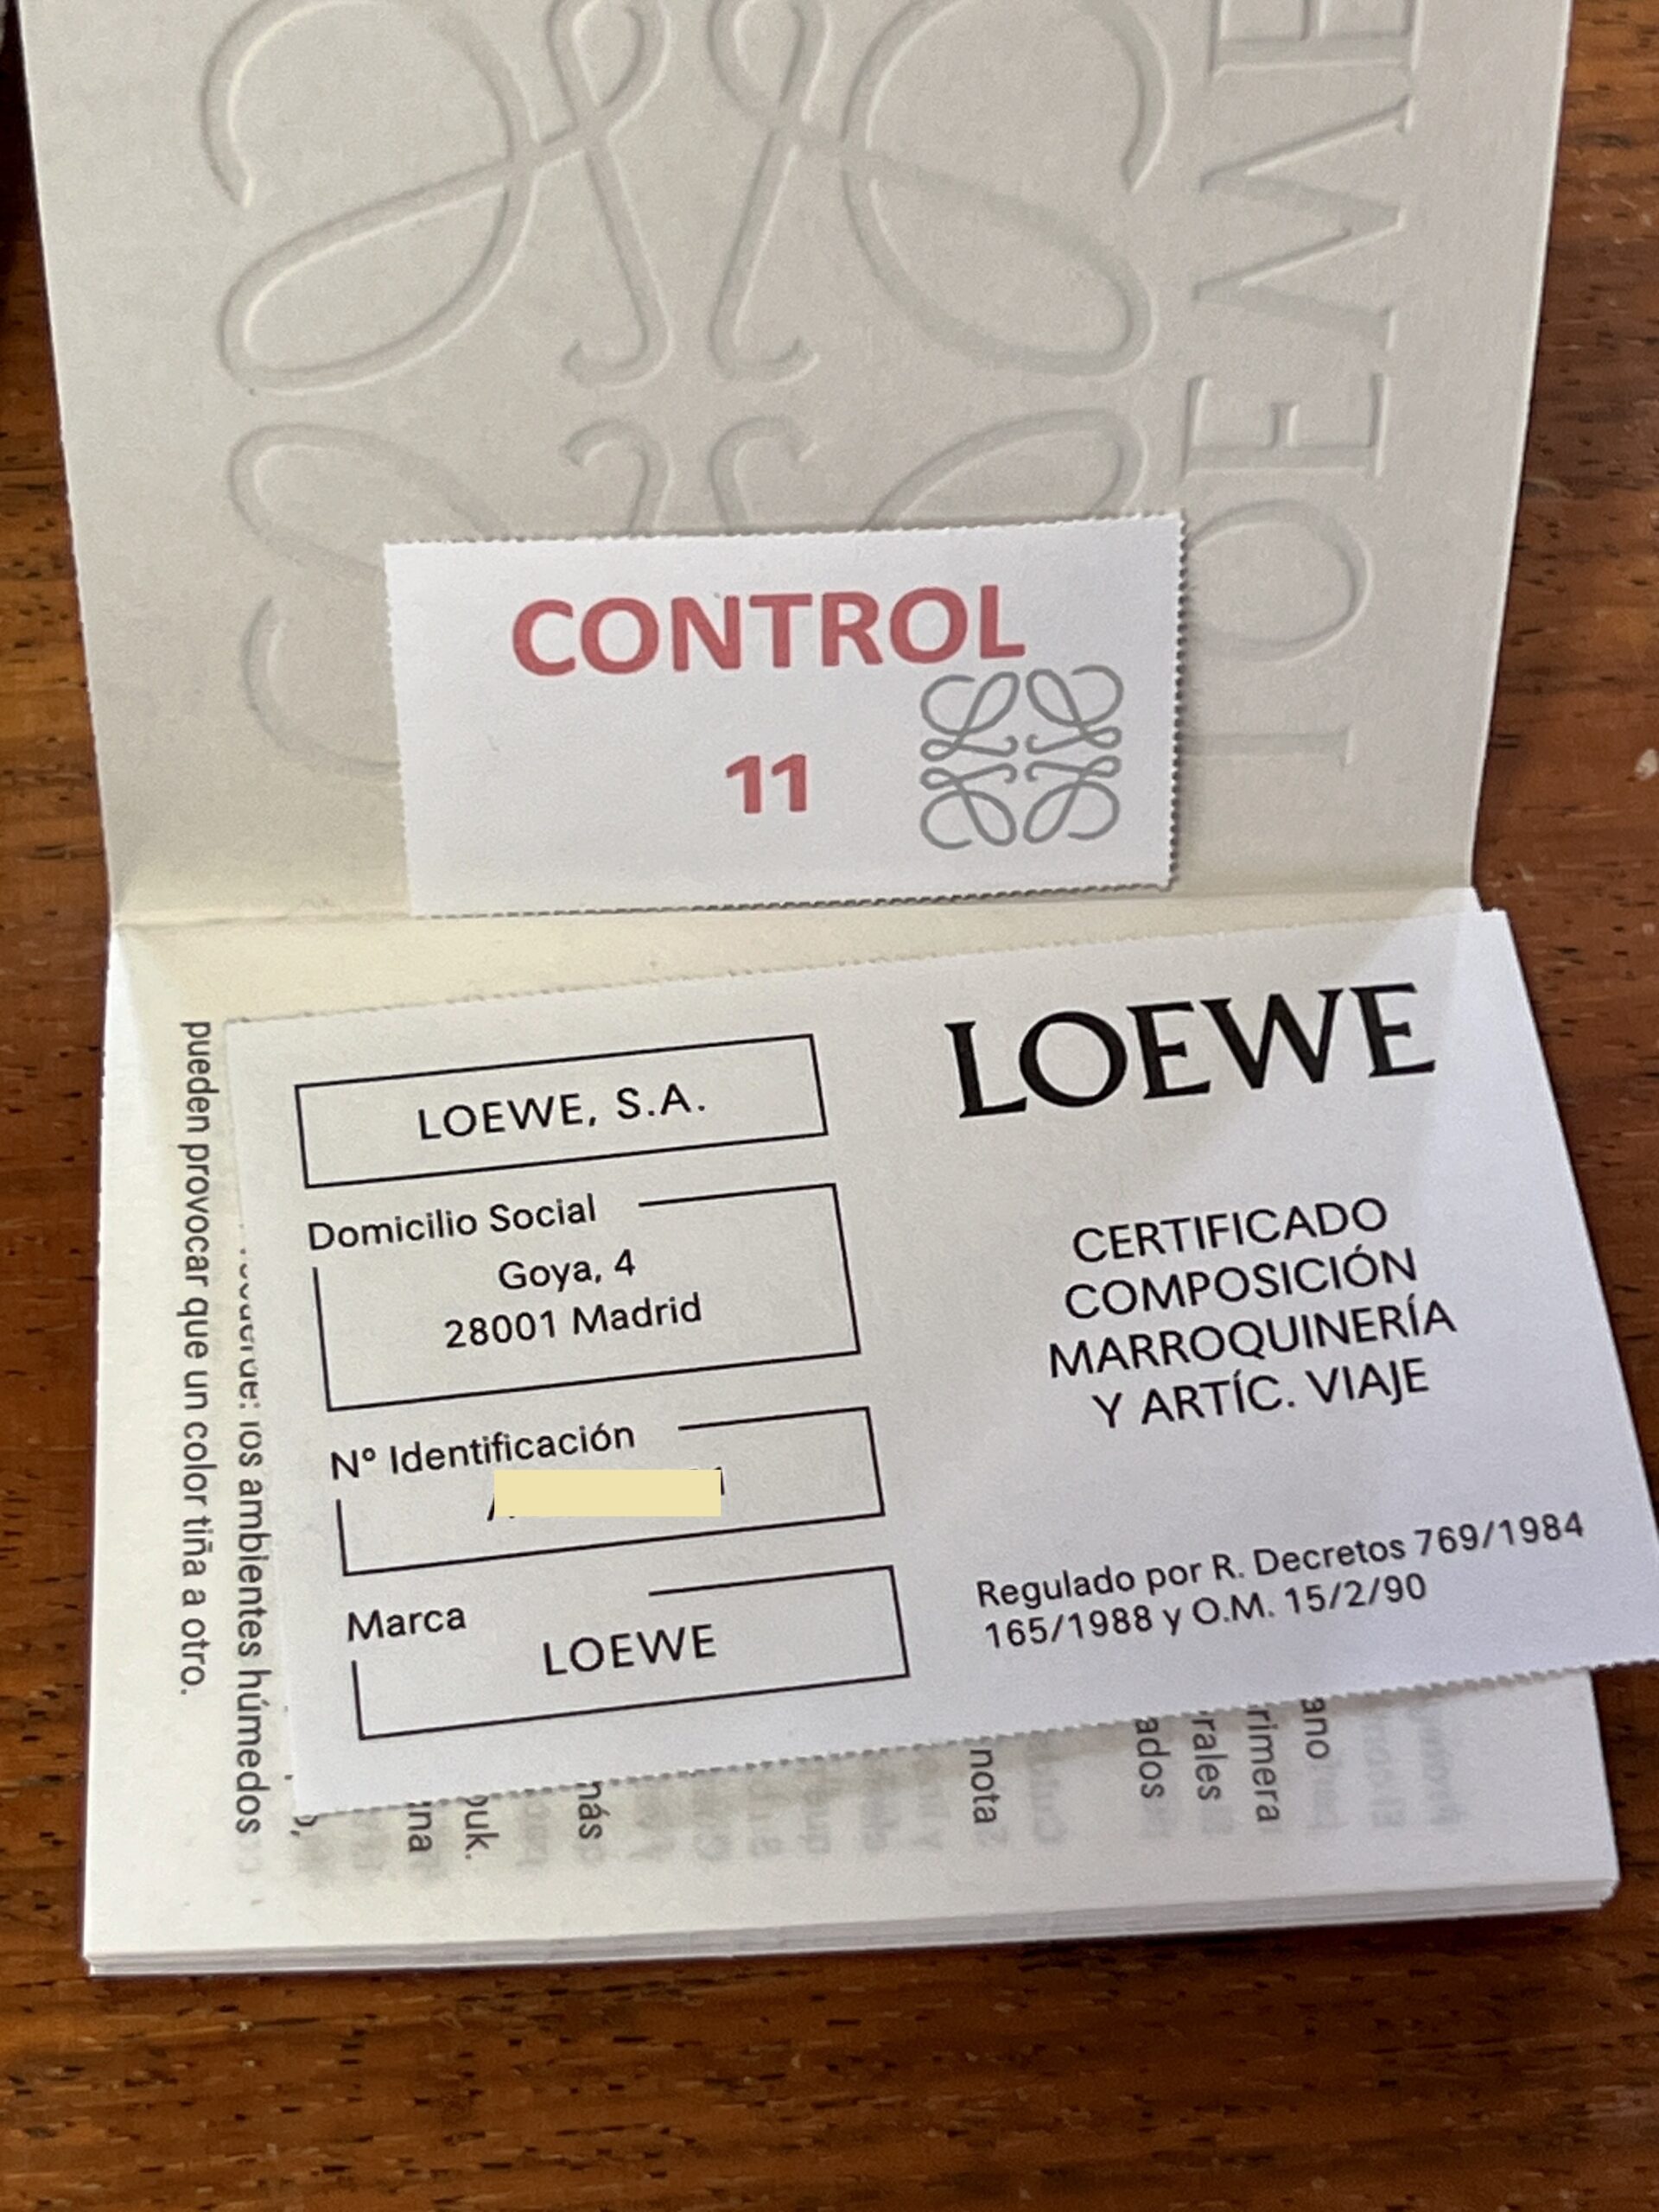 LOEWE
CONTROL
11
LOEWE, S.A.
Domicilio Social
Goya, 4
28001 Madrid
Nº Identificación
Marca
LOEWE
LOEWE
CERTIFICADO
COMPOSICIÓN
MARROQUINERÍA
Y ARTÍC. VIAJE
Regulado por R. Decretos 769/1984
165/1988 y O.M. 15/2/90
nota
los ambientes húmedos
pueden provocar que un color tiña a otro.